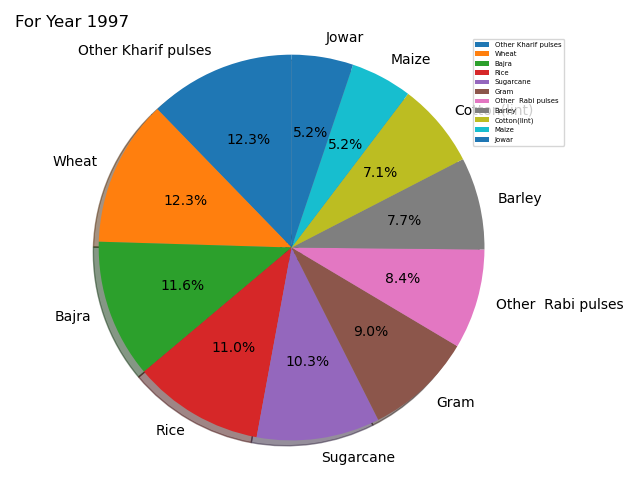 For Year 1997
Jowar
Other Kharif pulses
Maize
Cotton(lint)
Wheat
Barley
Other  Rabi pulses
Bajra
Gram
Rice
Sugarcane
12.3%
5.2%
5.2%
7.1%
12.3%
7.7%
8.4%
11.6%
9.0%
11.0%
10.3%
Other Kharif pulses
Wheat
Bajra
Rice
Sugarcane
Gram
Other  Rabi pulses
Barley
Cotton(lint)
Maize
Jowar